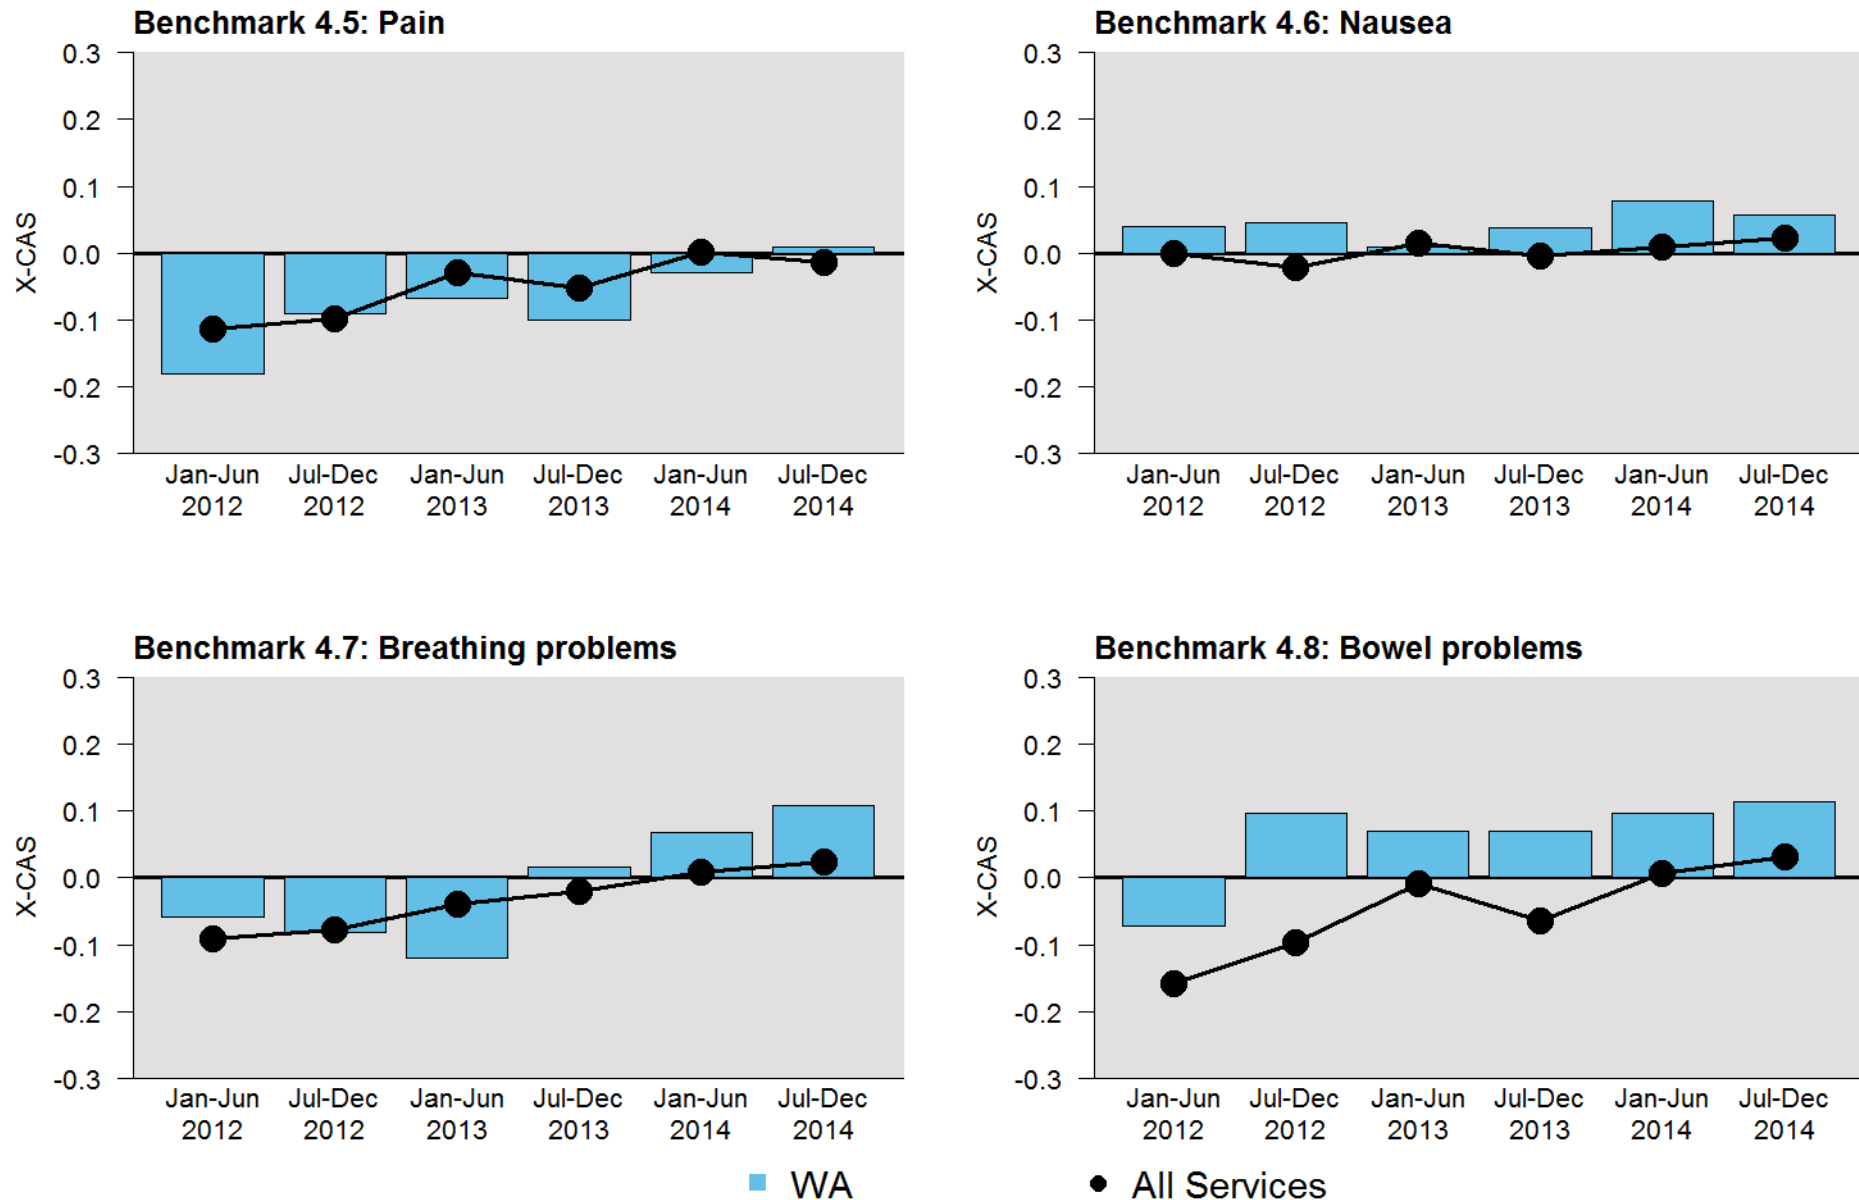 Benchmark 4.5: Pain
X-CAS
0.3
0.2
0.1
0.0
-0.1
-0.2
-0.3
Jan-Jun Jul-Dec Jan-Jun Jul-Dec Jan-Jun Jul-Dec
2012 2012 2013 2013 2014 2014
Benchmark 4.6: Nausea
X-CAS
0.3
0.2
0.1
0.0
-0.1
-0.2
-0.3
Jan-Jun Jul-Dec Jan-Jun Jul-Dec Jan-Jun Jul-Dec
2012 2012 2013 2013 2014 2014
Benchmark 4.7: Breathing problems
X-CAS
0.3
0.2
0.1
0.0
-0.1
-0.2
-0.3
Jan-Jun Jul-Dec Jan-Jun Jul-Dec Jan-Jun Jul-Dec
2012 2012 2013 2013 2014 2014
Benchmark 4.8: Bowel problems
X-CAS
0.3
0.2
0.1
0.0
-0.1
-0.2
-0.3
Jan-Jun Jul-Dec Jan-Jun Jul-Dec Jan-Jun Jul-Dec
2012 2012 2013 2013 2014 2014
WA All Services